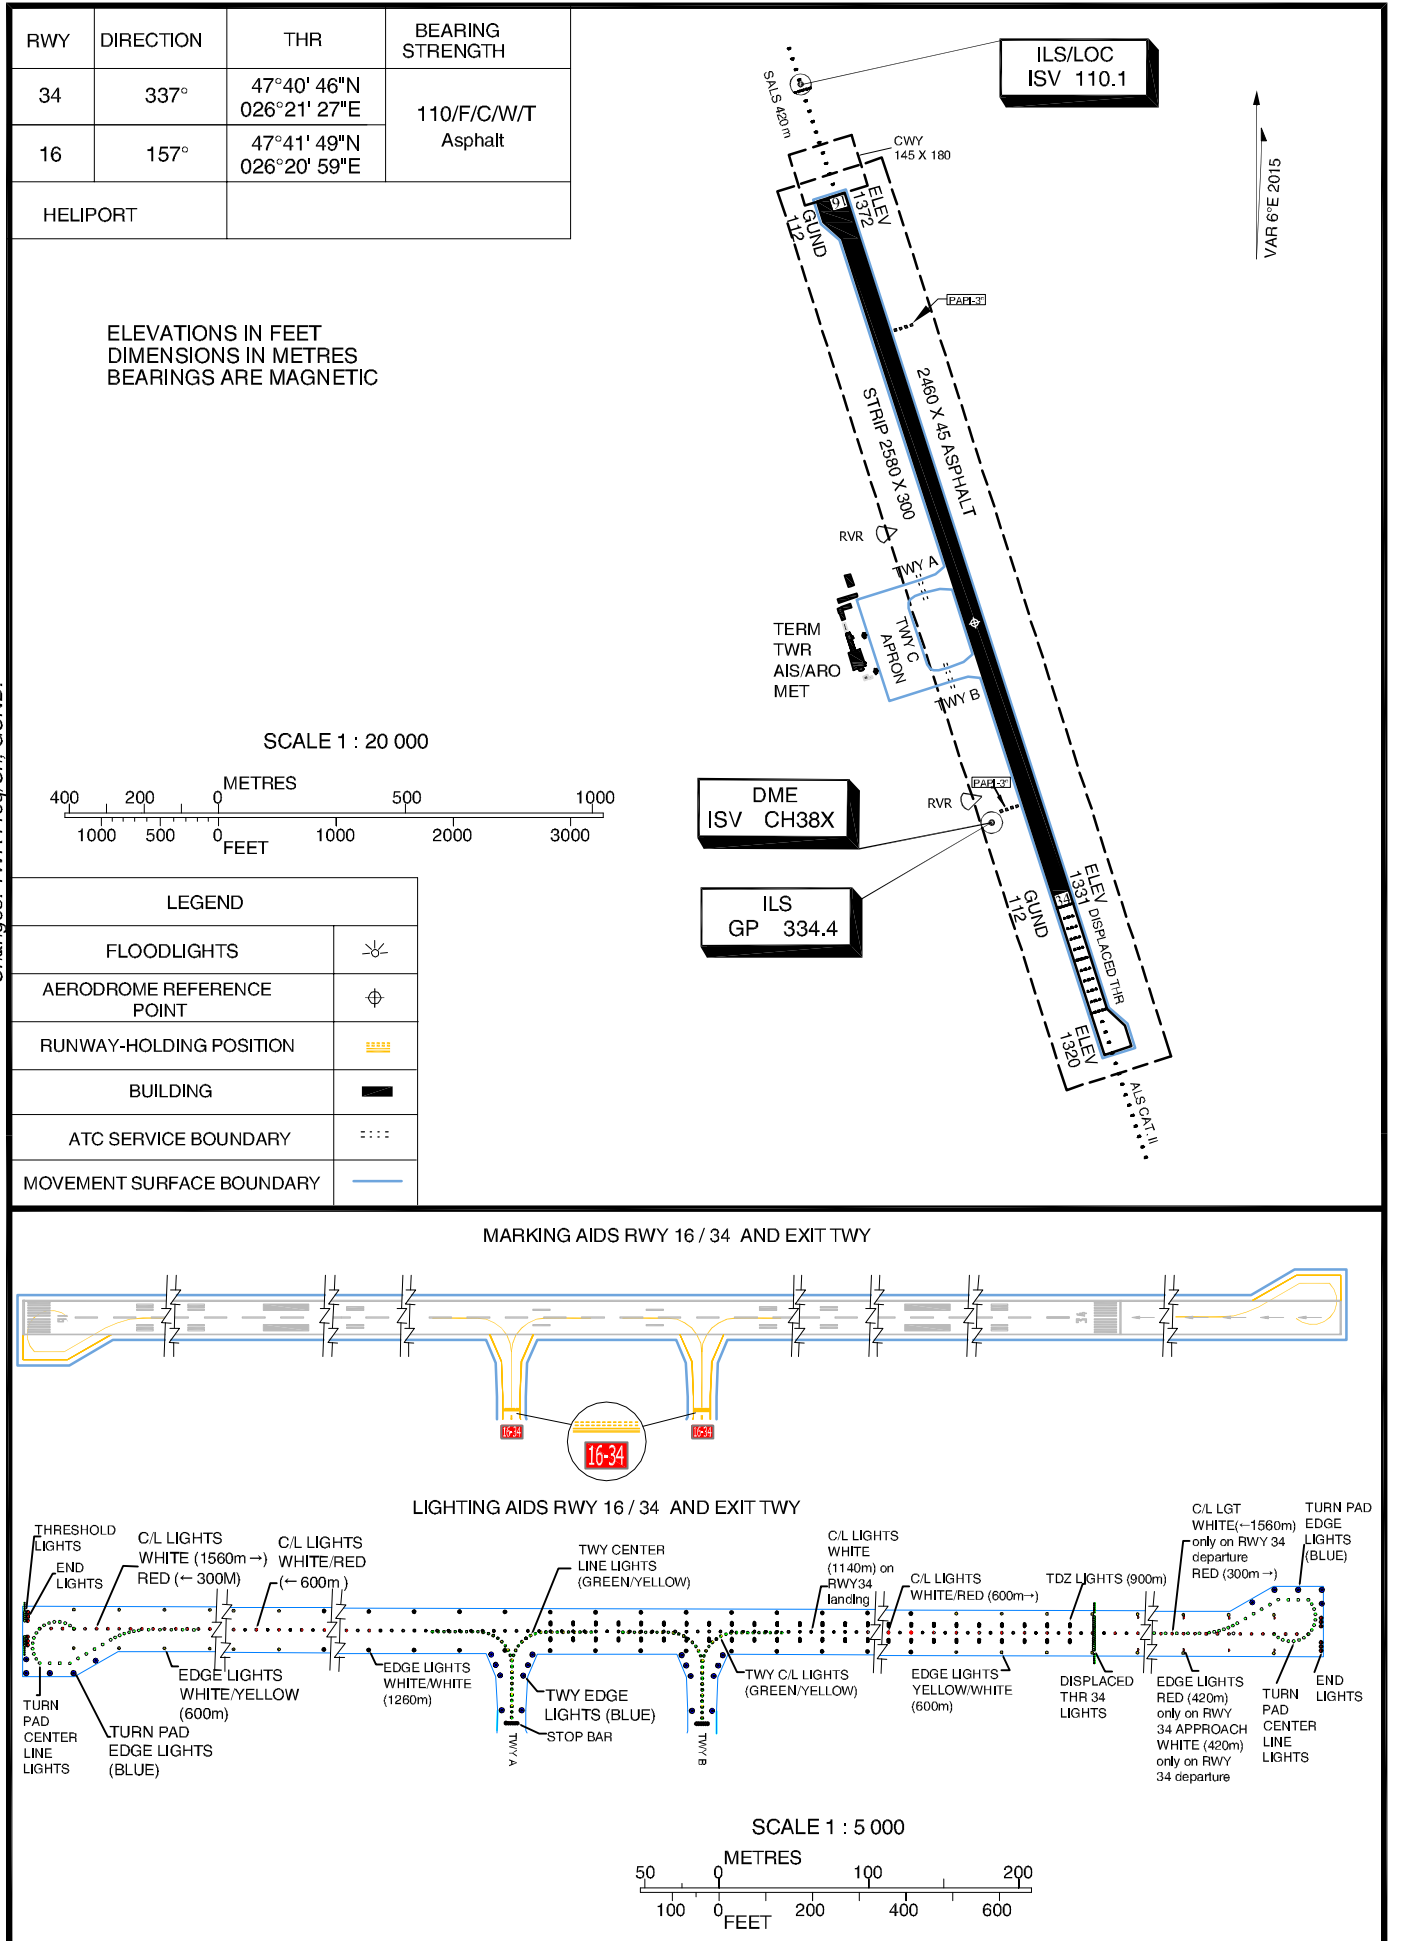 RWY DIRECTION THR BEARING STRENGTH
34 337° 47°40' 46"N 026°21' 27"E 110/F/C/W/T Asphalt
16 157° 47°41' 49"N 026°20' 59"E
HELIPORT
ELEVATIONS IN FEET
DIMENSIONS IN METRES
BEARINGS ARE MAGNETIC
ILS/LOC
ISV 110.1
SALS 420m
CWY
145 X 180
VAR 6°E 2015
ELEV
1372
16
GUND
112
PAPI-3°
2460 X 45 ASPHALT
STRIP 2580 X 300
RVR
TWY A
TWY C
APRON
TWY B
TERM
TWR
AIS/ARO
MET
SCALE 1 : 20 000
METRES
400 200 0 500 1000
1000 500 0 1000 2000 3000
FEET
DME
ISV CH38X
RVR
PAPI-3°
ILS
GP 334.4
ELEV
1331
34
GUND
112
DISPLACED THR
ELEV
1320
ALS CAT. II
LEGEND
FLOODLIGHTS
AERODROME REFERENCE
POINT
RUNWAY-HOLDING POSITION
BUILDING
ATC SERVICE BOUNDARY
MOVEMENT SURFACE BOUNDARY
MARKING AIDS RWY 16 / 34 AND EXIT TWY
34
16-34
16-34
16-34
LIGHTING AIDS RWY 16 / 34 AND EXIT TWY
THRESHOLD
LIGHTS
END
LIGHTS
C/L LIGHTS
WHITE (1560m→)
RED (←300M)
C/L LIGHTS
WHITE/RED
(←600m)
TWY CENTER
LINE LIGHTS
(GREEN/YELLOW)
C/L LIGHTS
WHITE
(1140m) on
RWY34
landing
C/L LIGHTS
WHITE/RED (600m→)
TDZ LIGHTS (900m)
C/L LGT
WHITE(←1560m)
only on RWY 34
departure
RED (300m→)
TURN PAD
EDGE
LIGHTS
(BLUE)
TURN
PAD
CENTER
LINE
LIGHTS
TURN PAD
EDGE LIGHTS
(BLUE)
EDGE LIGHTS
WHITE/YELLOW
(600m)
EDGE LIGHTS
WHITE/WHITE
(1260m)
TWY EDGE
LIGHTS (BLUE)
STOP BAR
TWY A
TWY B
TWY C/L LIGHTS
(GREEN/YELLOW)
EDGE LIGHTS
YELLOW/WHITE
(600m)
DISPLACED
THR 34
LIGHTS
EDGE LIGHTS
RED (420m)
only on RWY
34 APPROACH
WHITE (420m)
only on RWY
34 departure
TURN
PAD
CENTER
LINE
LIGHTS
END
LIGHTS
SCALE 1 : 5 000
METRES
50 0 100 200
100 0 200 400 600
FEET